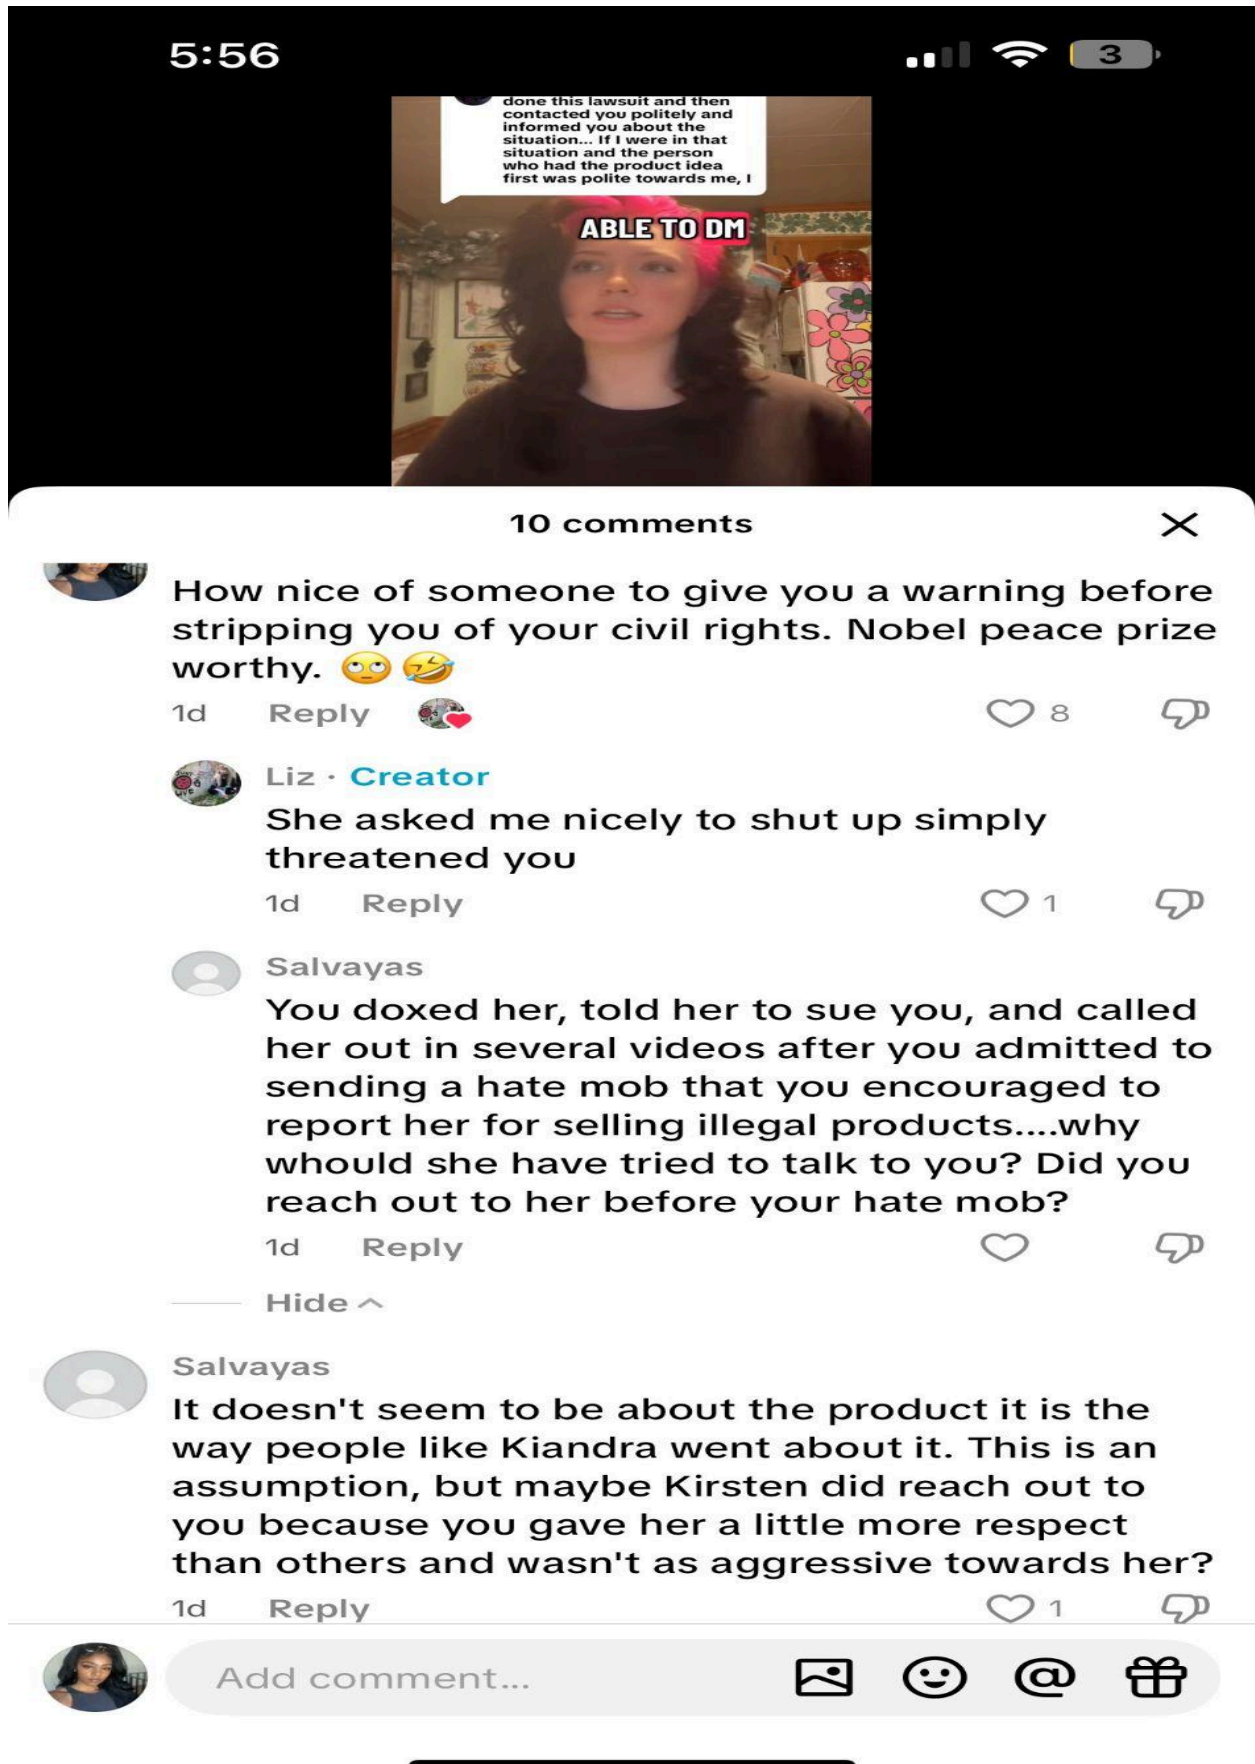 5:56
3
done this lawsuit and then
contacted you politely and
informed you about the
situation... If I were in that
situation and the person
who had the product idea
first was polite towards me, I
ABLE TO DM
10 comments
How nice of someone to give you a warning before
stripping you of your civil rights. Nobel peace prize
worthy. 🙄 🤣
1d Reply 8
Liz · Creator
She asked me nicely to shut up simply
threatened you
1d Reply 1
Salvayas
You doxed her, told her to sue you, and called
her out in several videos after you admitted to
sending a hate mob that you encouraged to
report her for selling illegal products....why
whould she have tried to talk to you? Did you
reach out to her before your hate mob?
1d Reply
Hide
Salvayas
It doesn't seem to be about the product it is the
way people like Kiandra went about it. This is an
assumption, but maybe Kirsten did reach out to
you because you gave her a little more respect
than others and wasn't as aggressive towards her?
1d Reply 1
Add comment...